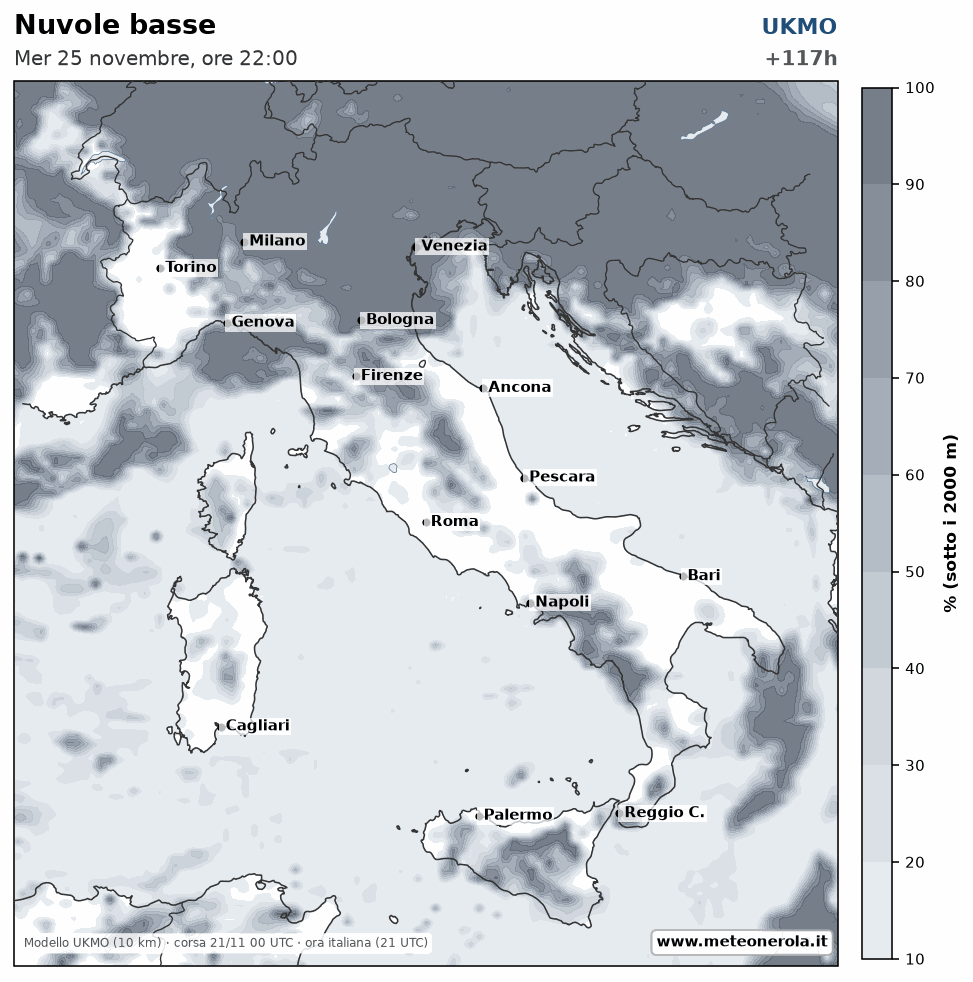 Nuvole basse
UKMO
Mer 25 novembre, ore 22:00
+117h
100
90
80
70
60
50
40
30
20
10
% (sotto i 2000 m)
Milano
Venezia
Torino
Genova
Bologna
Firenze
Ancona
Pescara
Roma
Bari
Napoli
Cagliari
Palermo
Reggio C.
Modello UKMO (10 km) · corsa 21/11 00 UTC · ora italiana (21 UTC)
www.meteonerola.it